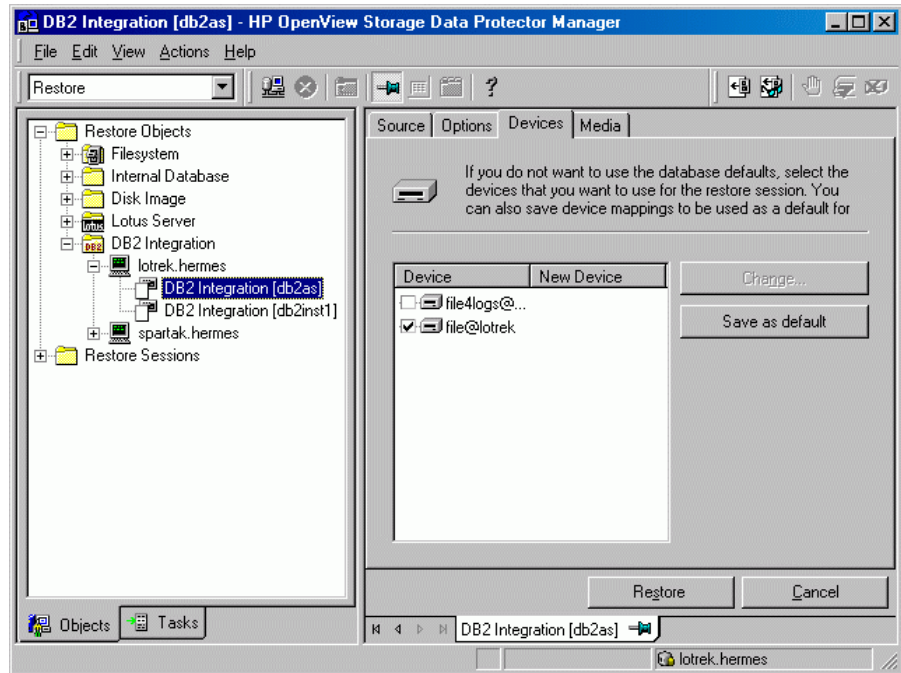 DB2 Integration [db2as] - HP OpenView Storage Data Protector Manager
File Edit View Actions Help
Restore
Restore Objects
Filesystem
Internal Database
Disk Image
Lotus Server
DB2 Integration
lotrek.hermes
DB2 Integration [db2as]
DB2 Integration [db2inst1]
spartak.hermes
Restore Sessions
Objects
Tasks
Source
Options
Devices
Media
If you do not want to use the database defaults, select the
devices that you want to use for the restore session. You
can also save device mappings to be used as a default for
Device
New Device
file4logs@...
file@lotrek
Change...
Save as default
Restore
Cancel
DB2 Integration [db2as]
lotrek.hermes